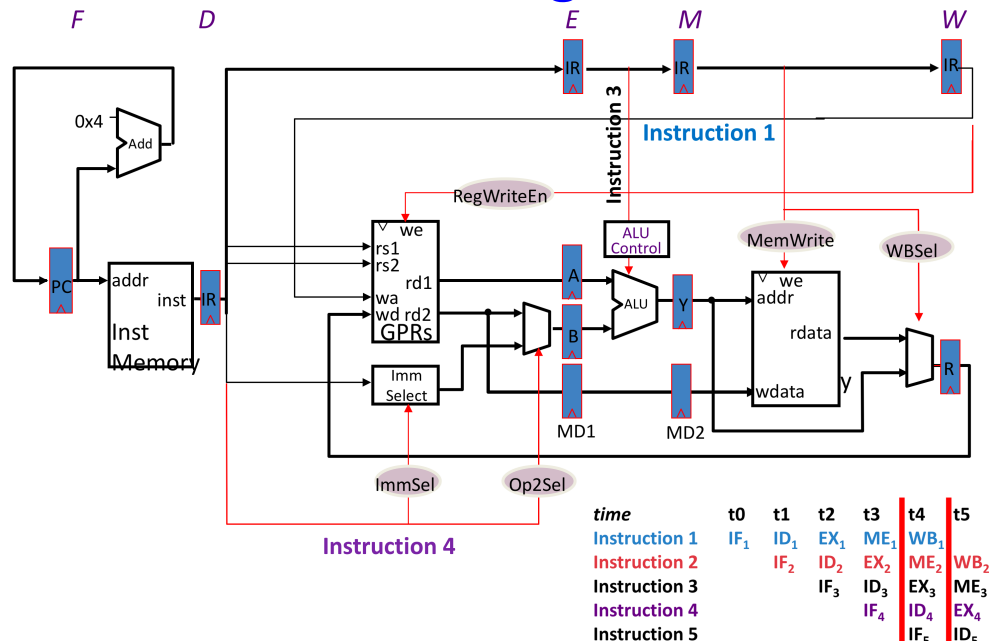 F D E M W
IR IR IR
0x4
Add
Instruction 3
Instruction 1
RegWriteEn
we
ALU
Control
MemWrite
WBSel
rs1
rs2
PC
addr
inst
IR
rd1
A
wa
wd rd2
GPRs
ALU
Y
we
addr
rdata
Inst
Memory
B
Imm
Select
R
wdata
y
MD1
MD2
ImmSel
Op2Sel
Instruction 4
time t0 t1 t2 t3 t4 t5
Instruction 1 IF1 ID1 EX1 ME1 WB1
Instruction 2 IF2 ID2 EX2 ME2 WB2
Instruction 3 IF3 ID3 EX3 ME3
Instruction 4 IF4 ID4 EX4
Instruction 5 IF5 ID5